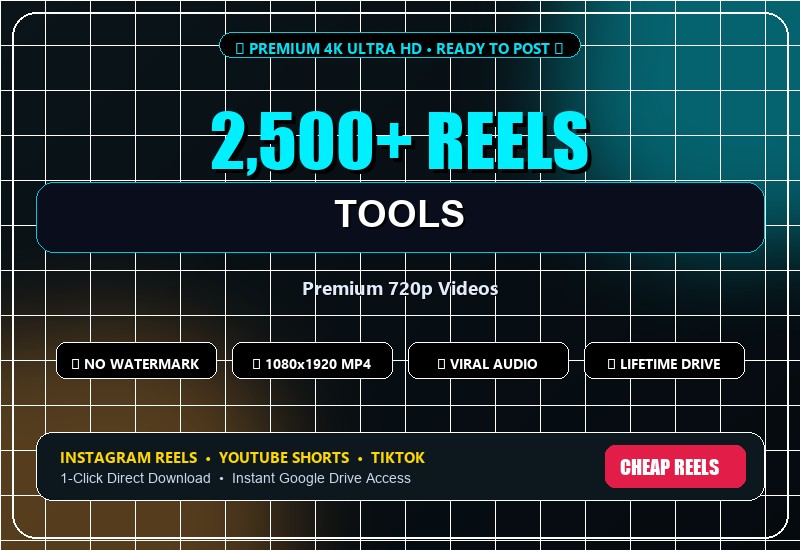 PREMIUM 4K ULTRA HD • READY TO POST
2,500+ REELS
TOOLS
Premium 720p Videos
NO WATERMARK
1080x1920 MP4
VIRAL AUDIO
LIFETIME DRIVE
INSTAGRAM REELS • YOUTUBE SHORTS • TIKTOK
1-Click Direct Download • Instant Google Drive Access
CHEAP REELS